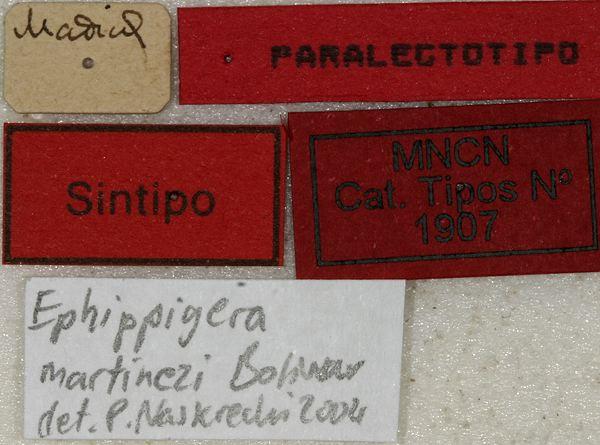 Madrid
PARALECTOTIPO
Sintipo
MNCN
Cat. Tipos Nº
1907
Ephippigera
martinezi Bolivar
det. P. Naskrecki 2004